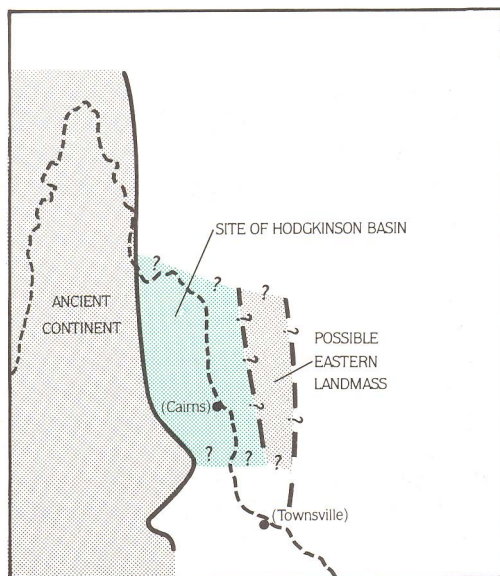 SITE OF HODGKINSON BASIN
?
?
?
ANCIENT
CONTINENT
?
?
POSSIBLE
EASTERN
LANDMASS
?
?
(Cairns)
?
?
?
?
?
(Townsville)